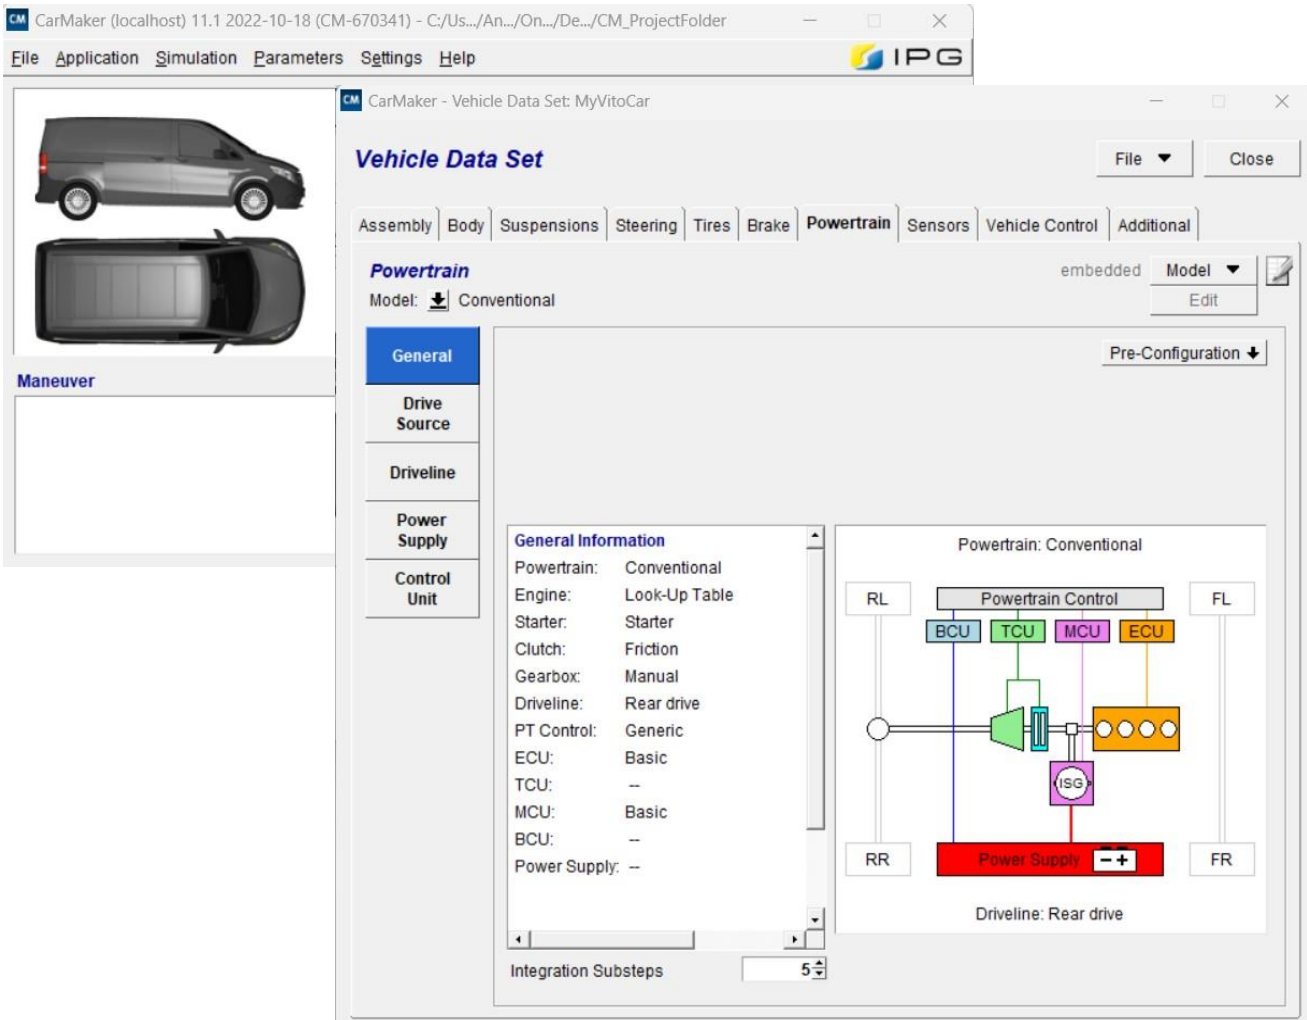 CM CarMaker (localhost) 11.1 2022-10-18 (CM-670341) - C:/Us.../An.../On.../De.../CM_ProjectFolder
File Application Simulation Parameters Settings Help
IPG
CM CarMaker - Vehicle Data Set: MyVitoCar
Vehicle Data Set
File
Close
Assembly Body Suspensions Steering Tires Brake Powertrain Sensors Vehicle Control Additional
Powertrain
embedded
Model
Model: Conventional
Edit
Maneuver
General
Drive
Source
Driveline
Power
Supply
Control
Unit
Pre-Configuration
General Information
Powertrain: Conventional
Engine: Look-Up Table
Starter: Starter
Clutch: Friction
Gearbox: Manual
Driveline: Rear drive
PT Control: Generic
ECU: Basic
TCU: --
MCU: Basic
BCU: --
Power Supply: --
Integration Substeps 5
Powertrain: Conventional
RL
Powertrain Control
FL
BCU TCU MCU ECU
ISG
RR
Power Supply
- +
FR
Driveline: Rear drive